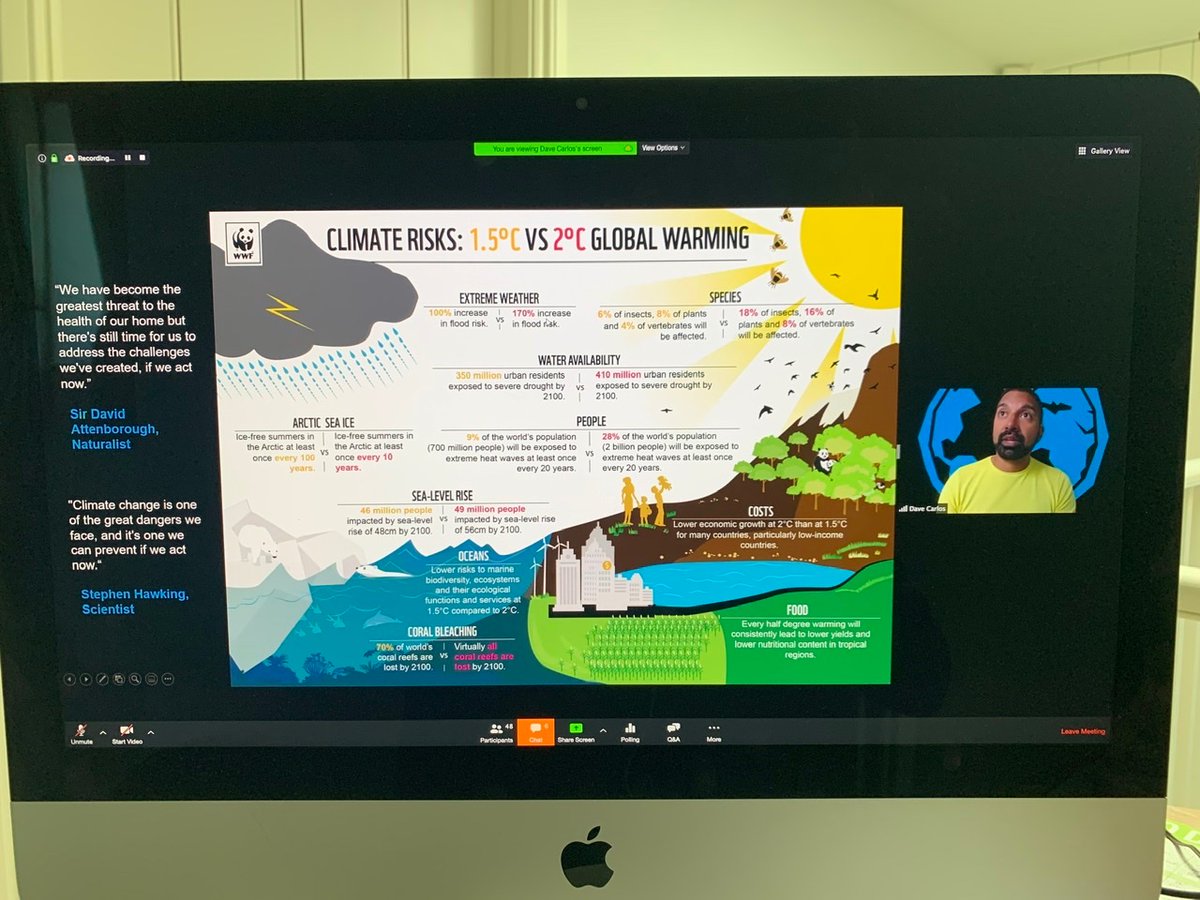 Recording...
You are viewing Dave Carlos's screen
View Options
Gallery View
"We have become the
greatest threat to the
health of our home but
there's still time for us to
address the challenges
we've created, if we act
now."
Sir David
Attenborough,
Naturalist
"Climate change is one
of the great dangers we
face, and it's one we
can prevent if we act
now."
Stephen Hawking,
Scientist
WWF
CLIMATE RISKS: 1.5°C VS 2°C GLOBAL WARMING
EXTREME WEATHER
100% increase
in flood risk.
VS
170% increase
in flood risk.
SPECIES
6% of insects, 8% of plants
and 4% of vertebrates will
be affected.
VS
18% of insects, 16% of
plants and 8% of vertebrates
will be affected.
WATER AVAILABILITY
350 million urban residents
exposed to severe drought by
2100.
VS
410 million urban residents
exposed to severe drought by
2100.
ARCTIC SEA ICE
Ice-free summers in
the Arctic at least
once every 100
years.
VS
Ice-free summers in
the Arctic at least
once every 10
years.
PEOPLE
9% of the world's population
(700 million people) will be exposed to
extreme heat waves at least once
every 20 years.
VS
28% of the world's population
(2 billion people) will be exposed to
extreme heat waves at least once
every 20 years.
SEA-LEVEL RISE
46 million people
impacted by sea-level
rise of 48cm by 2100.
VS
49 million people
impacted by sea-level rise
of 56cm by 2100.
COSTS
Lower economic growth at 2°C than at 1.5°C
for many countries, particularly low-income
countries.
OCEANS
Lower risks to marine
biodiversity, ecosystems
and their ecological
functions and services at
1.5°C compared to 2°C.
FOOD
Every half degree warming will
consistently lead to lower yields and
lower nutritional content in tropical
regions.
CORAL BLEACHING
70% of world's
coral reefs are
lost by 2100.
VS
Virtually all
coral reefs are
lost by 2100.
Dave Carlos
Unmute
Start Video
Participants
48
Chat
Share Screen
Polling
Q&A
More
Leave Meeting